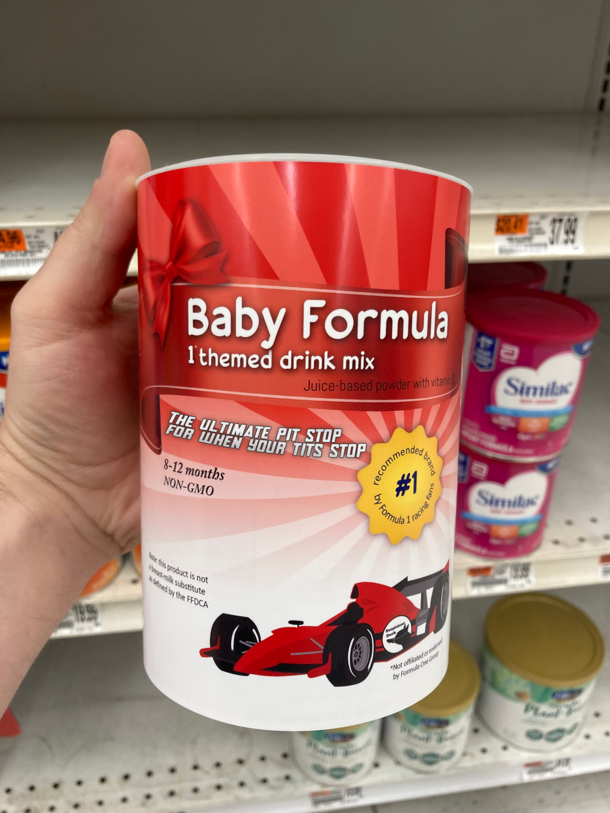 37.99
Baby Formula
1 themed drink mix
Juice-based powder with vitamin
THE ULTIMATE PIT STOP
FOR WHEN YOUR TITS STOP
8-12 months
NON-GMO
recommended brand
#1
by Formula 1 racing fans
Note: this product is not
a breast-milk substitute
as defined by the FFDCA
*Not affiliated or endorsed
by Formula One Group
Similac
Similac